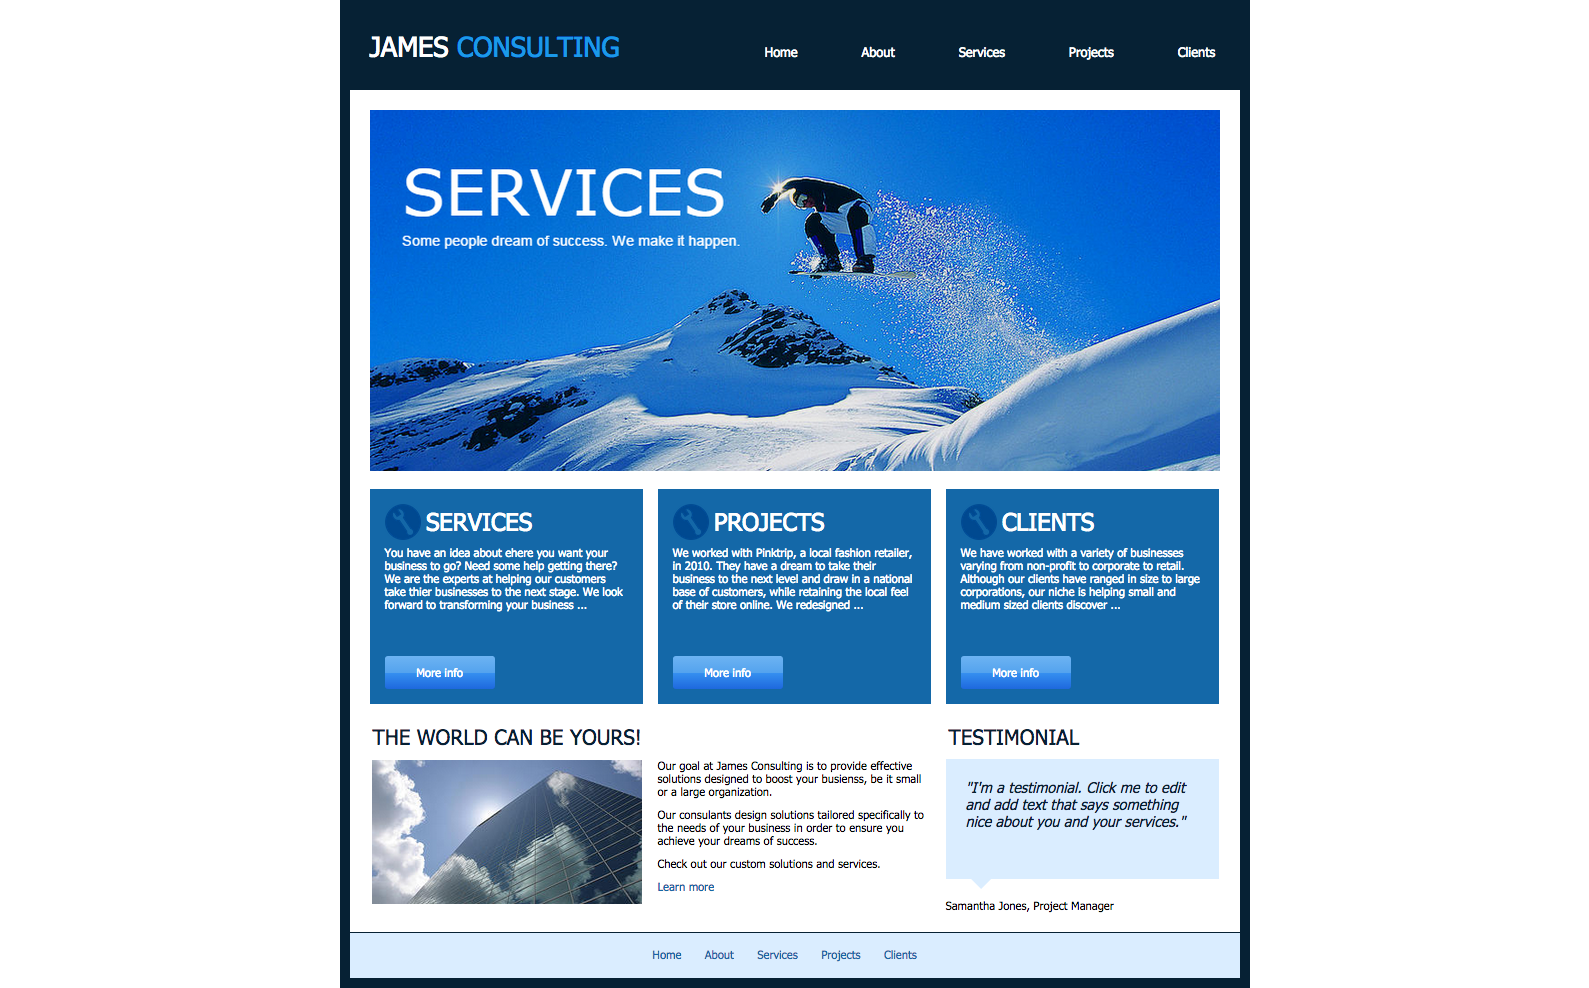 JAMES CONSULTING
Home About Services Projects Clients
SERVICES
Some people dream of success. We make it happen.
SERVICES
You have an idea about ehere you want your
business to go? Need some help getting there?
We are the experts at helping our customers
take thier businesses to the next stage. We look
forward to transforming your business ...
More info
PROJECTS
We worked with Pinktrip, a local fashion retailer,
in 2010. They have a dream to take their
business to the next level and draw in a national
base of customers, while retaining the local feel
of their store online. We redesigned ...
More info
CLIENTS
We have worked with a variety of businesses
varying from non-profit to corporate to retail.
Although our clients have ranged in size to large
corporations, our niche is helping small and
medium sized clients discover ...
More info
THE WORLD CAN BE YOURS!
Our goal at James Consulting is to provide effective
solutions designed to boost your busienss, be it small
or a large organization.
Our consulants design solutions tailored specifically to
the needs of your business in order to ensure you
achieve your dreams of success.
Check out our custom solutions and services.
Learn more
TESTIMONIAL
"I'm a testimonial. Click me to edit
and add text that says something
nice about you and your services."
Samantha Jones, Project Manager
Home About Services Projects Clients